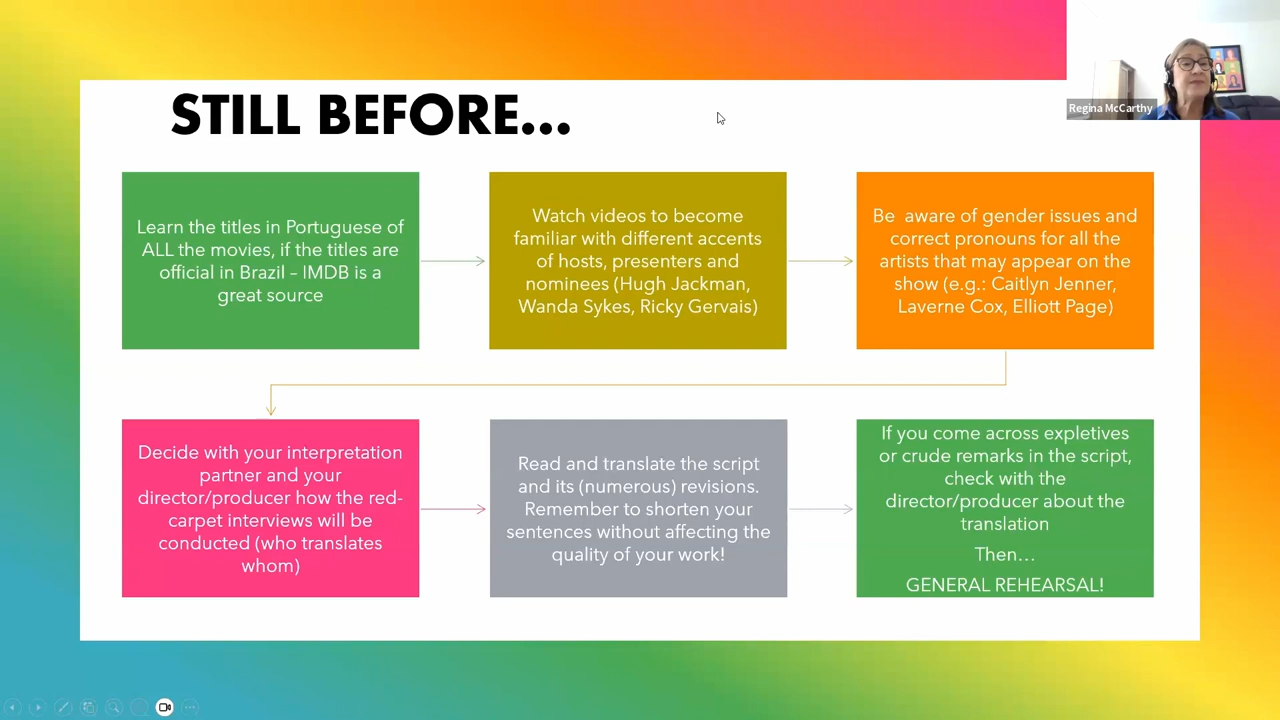 STILL BEFORE...
Regina McCarthy
Learn the titles in Portuguese of
ALL the movies, if the titles are
official in Brazil – IMDB is a
great source
Watch videos to become
familiar with different accents
of hosts, presenters and
nominees (Hugh Jackman,
Wanda Sykes, Ricky Gervais)
Be  aware of gender issues and
correct pronouns for all the
artists that may appear on the
show (e.g.: Caitlyn Jenner,
Laverne Cox, Elliott Page)
Decide with your interpretation
partner and your
director/producer how the red-
carpet interviews will be
conducted (who translates
whom)
Read and translate the script
and its (numerous) revisions.
Remember to shorten your
sentences without affecting the
quality of your work!
If you come across expletives
or crude remarks in the script,
check with the
director/producer about the
translation
Then...
GENERAL REHEARSAL!